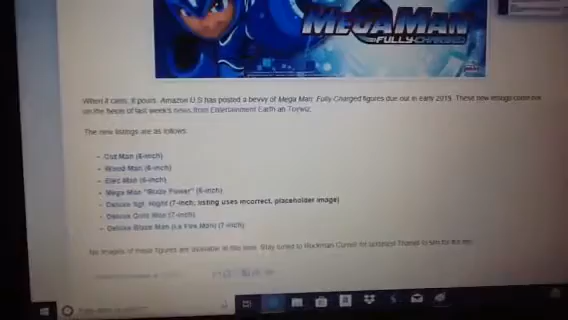 MEGAMAN
FULLY CHARGED
When it rains, it pours. Amazon U.S has posted a bevvy of Mega Man: Fully Charged figures due out in early 2019. These new listings come
on the heels of last week's news from Entertainment Earth
The new listings are as follows:
- Cut Man (6-inch)
- Wood Man (6-inch)
- Elec Man (6-inch)
- Mega Man "Blaze Power" (6-inch)
- Deluxe Sgt. Night (7-inch; listing uses incorrect, placeholder image)
- Deluxe Guts Man (7-inch)
- Deluxe Blaze Man (i.e Fire Man) (7-inch)
No images of these figures are available at this time. Stay tuned to Rockman Corner for updates! Thanks to